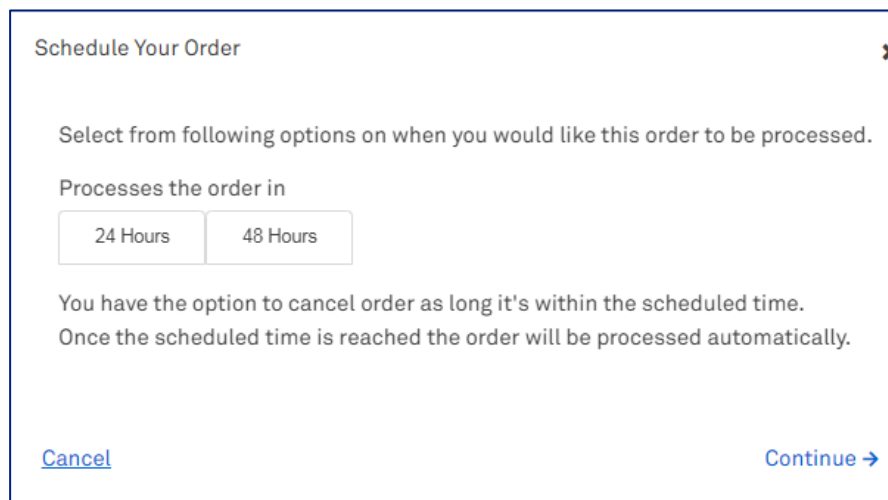 Schedule Your Order
Select from following options on when you would like this order to be processed.
Processes the order in
24 Hours 48 Hours
You have the option to cancel order as long it's within the scheduled time.
Once the scheduled time is reached the order will be processed automatically.
Cancel Continue →